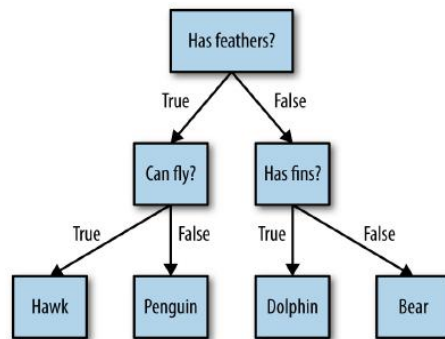 Has feathers?
True False
Can fly? Has fins?
True False True False
Hawk Penguin Dolphin Bear